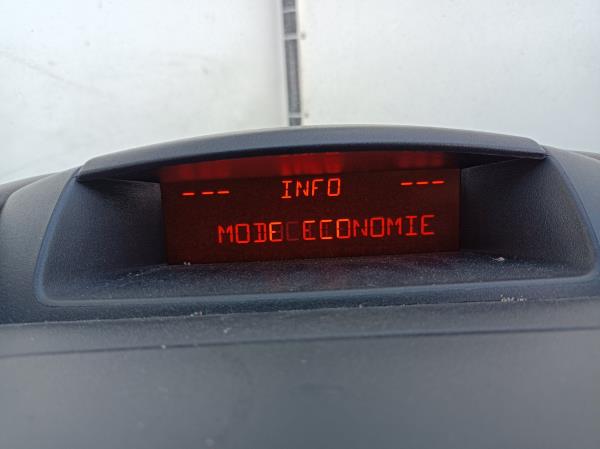 --- INFO ---
MODE ECONOMIE